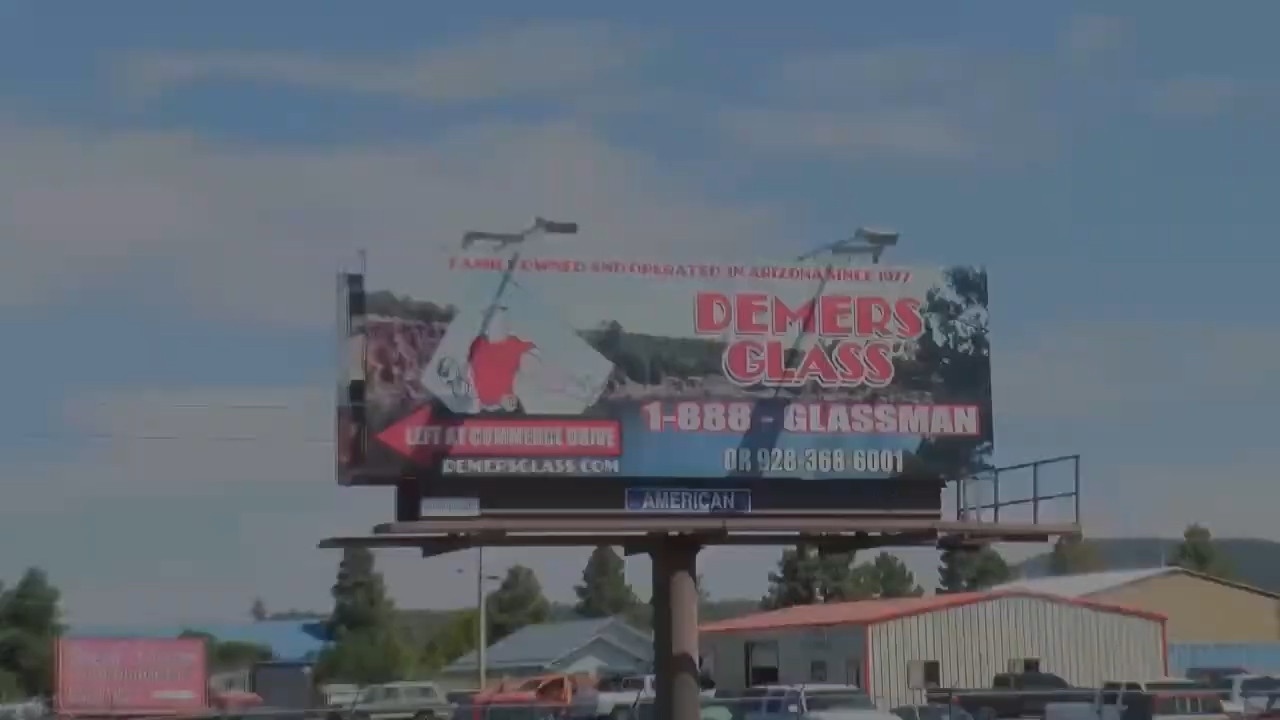 FAMILY OWNED AND OPERATED IN ARIZONA SINCE 1977
DEMERS
GLASS
1-888 - GLASSMAN
LEFT AT COMMERCE DRIVE
OR 928-368-6001
DEMERSGLASS.COM
AMERICAN